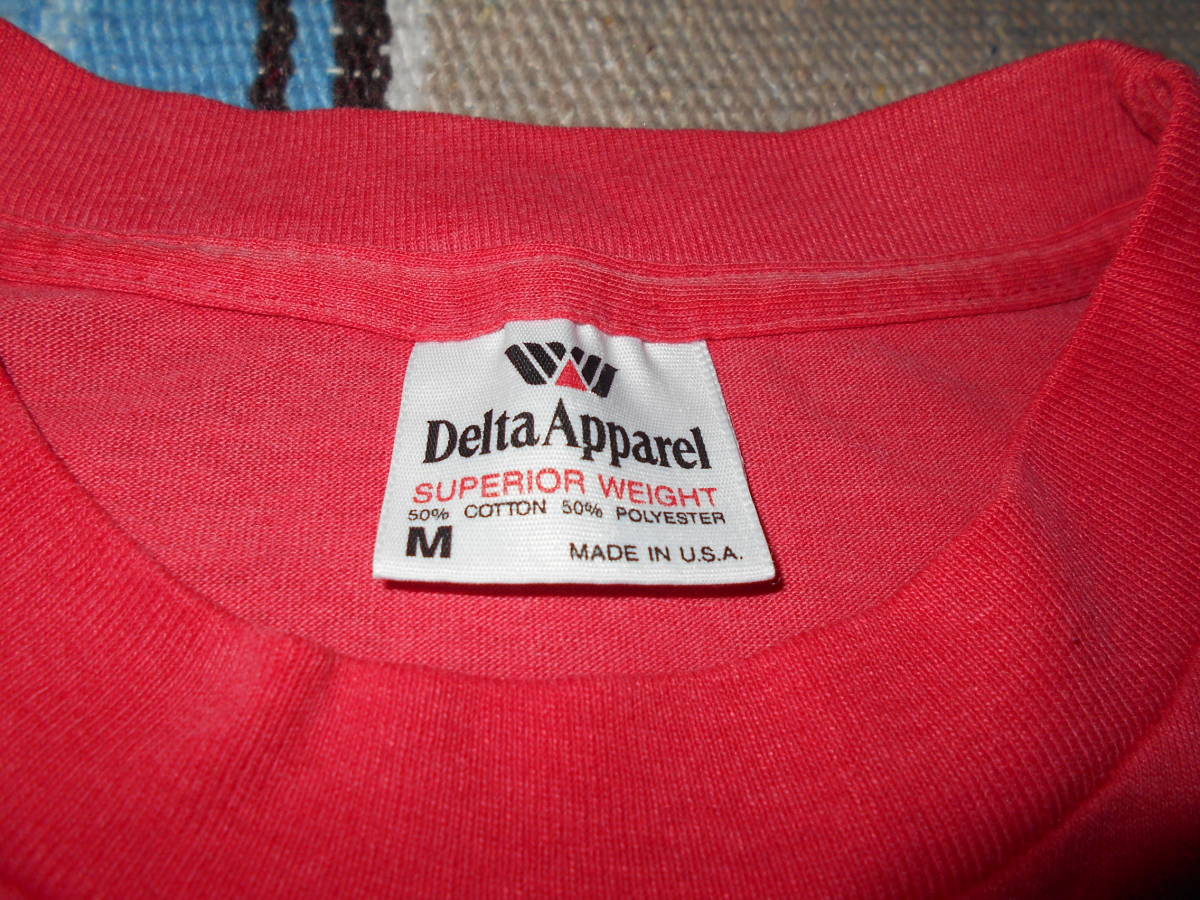 Delta Apparel
SUPERIOR WEIGHT
50% COTTON 50% POLYESTER
M MADE IN U.S.A.